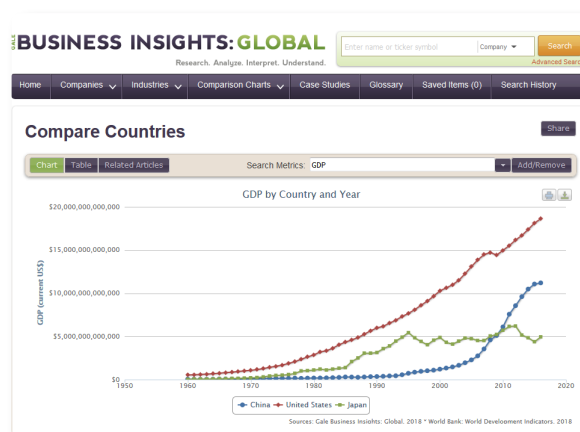 GALE BUSINESS INSIGHTS: GLOBAL
Research. Analyze. Interpret. Understand.
Enter name or ticker symbol Company Search
Advanced Searc
Home Companies Industries Comparison Charts Case Studies Glossary Saved Items (0) Search History
Compare Countries
Share
Chart Table Related Articles Search Metrics: GDP Add/Remove
GDP by Country and Year
$20,000,000,000,000
$15,000,000,000,000
$10,000,000,000,000
$5,000,000,000,000
$0
GDP (current US$)
1950 1960 1970 1980 1990 2000 2010 2020
China United States Japan
Sources: Gale Business Insights: Global. 2018 * World Bank: World Development Indicators. 2018